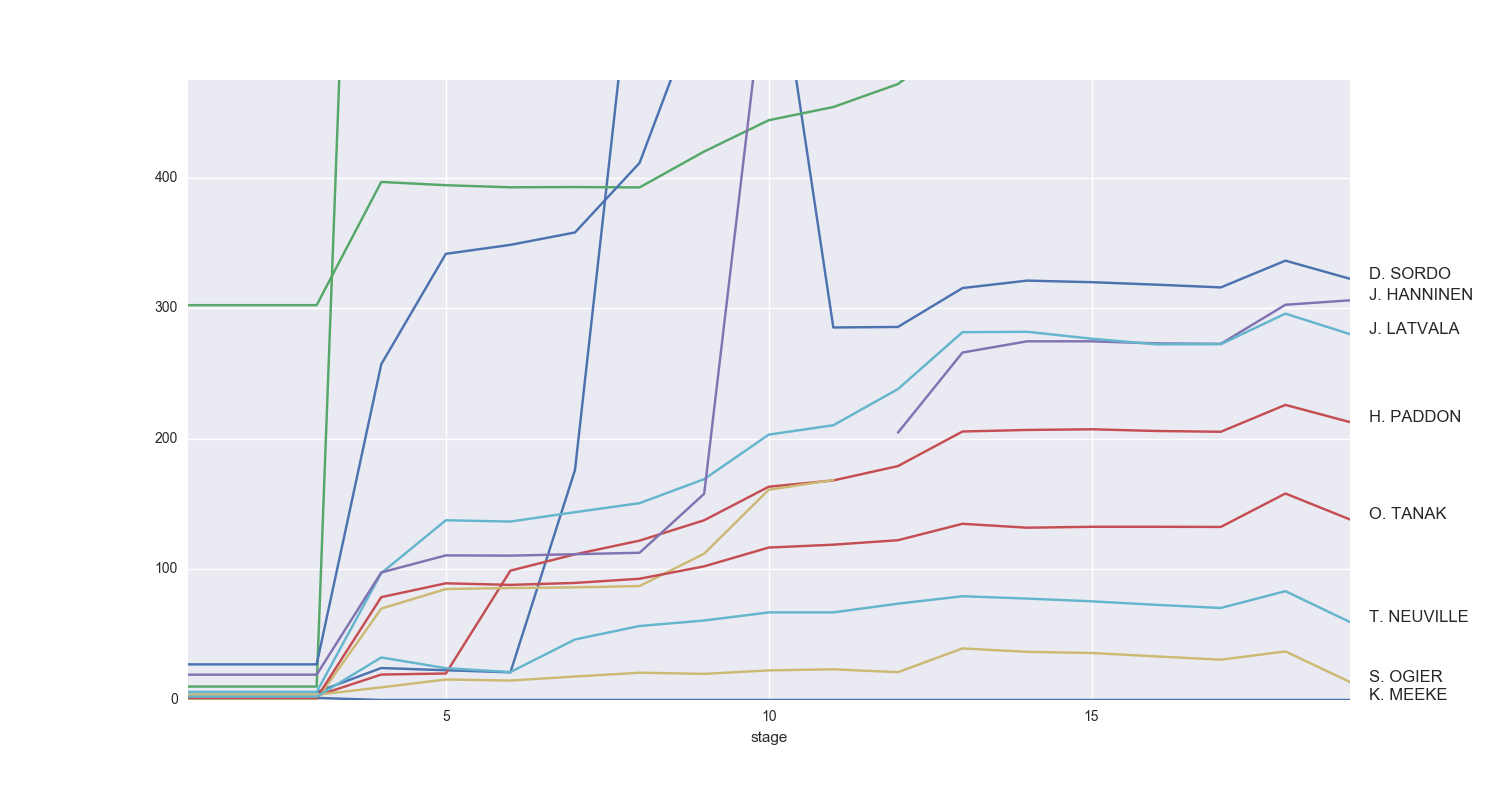 400
300
200
100
0
5
10
15
stage
D. SORDO
J. HANNINEN
J. LATVALA
H. PADDON
O. TANAK
T. NEUVILLE
S. OGIER
K. MEEKE